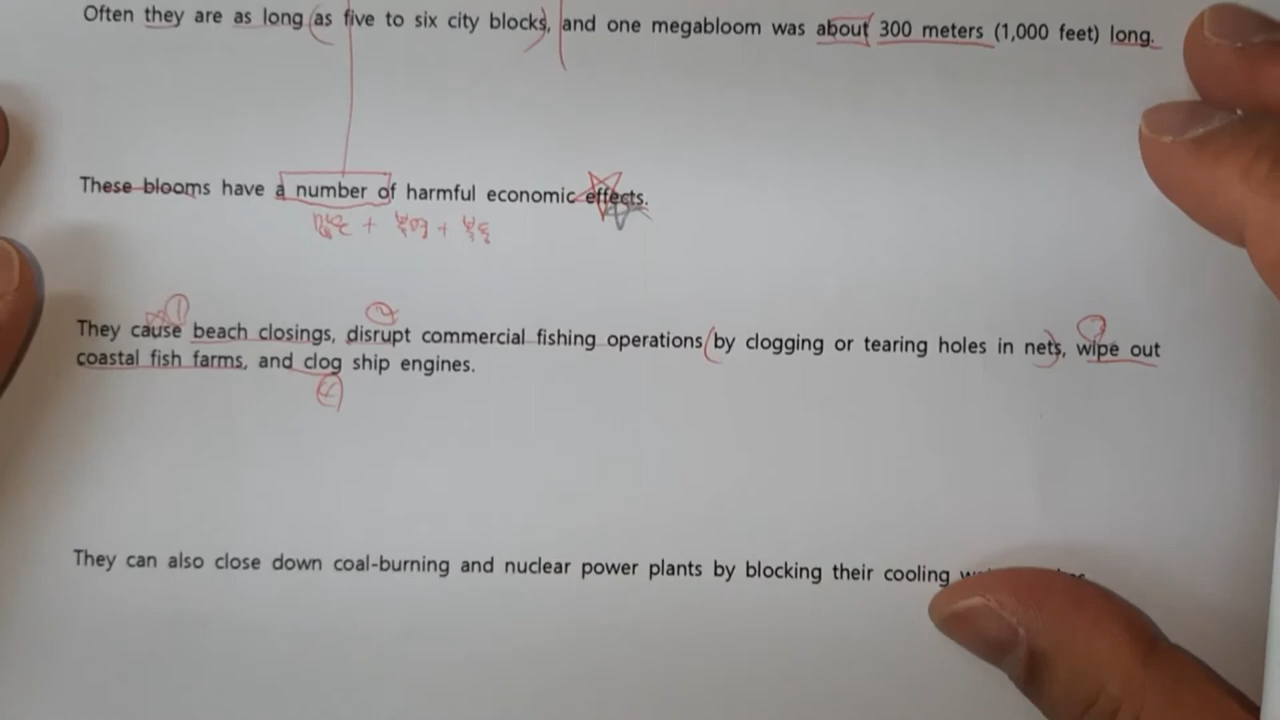 Often they are as long as five to six city blocks, and one megabloom was about 300 meters (1,000 feet) long.
These blooms have a number of harmful economic effects.
They cause beach closings, disrupt commercial fishing operations by clogging or tearing holes in nets, wipe out
coastal fish farms, and clog ship engines.
They can also close down coal-burning and nuclear power plants by blocking their cooling